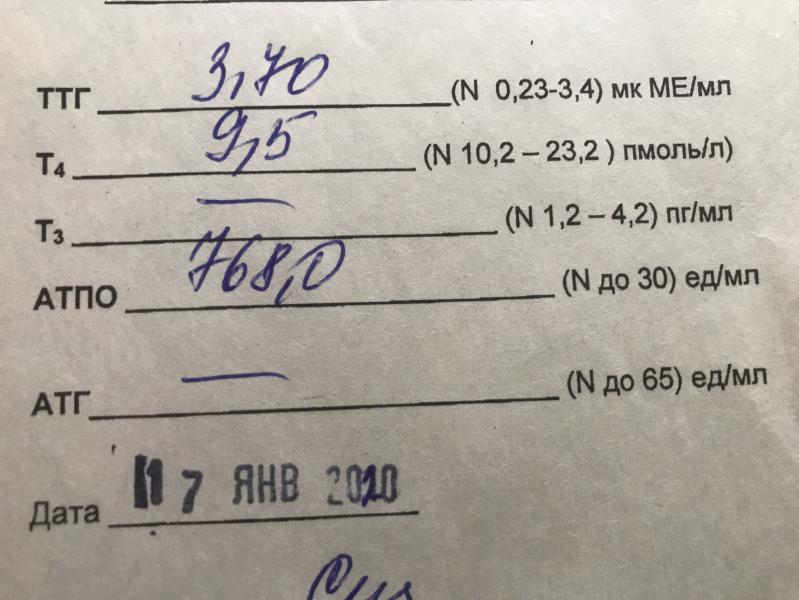 ТТГ 3,70 (N 0,23-3,4) мк МЕ/мл
Т4 9,5 (N 10,2 – 23,2 ) пмоль/л)
Т3 — (N 1,2 – 4,2) пг/мл
АТПО 768,0 (N до 30) ед/мл
АТГ — (N до 65) ед/мл
Дата 17 ЯНВ 2020